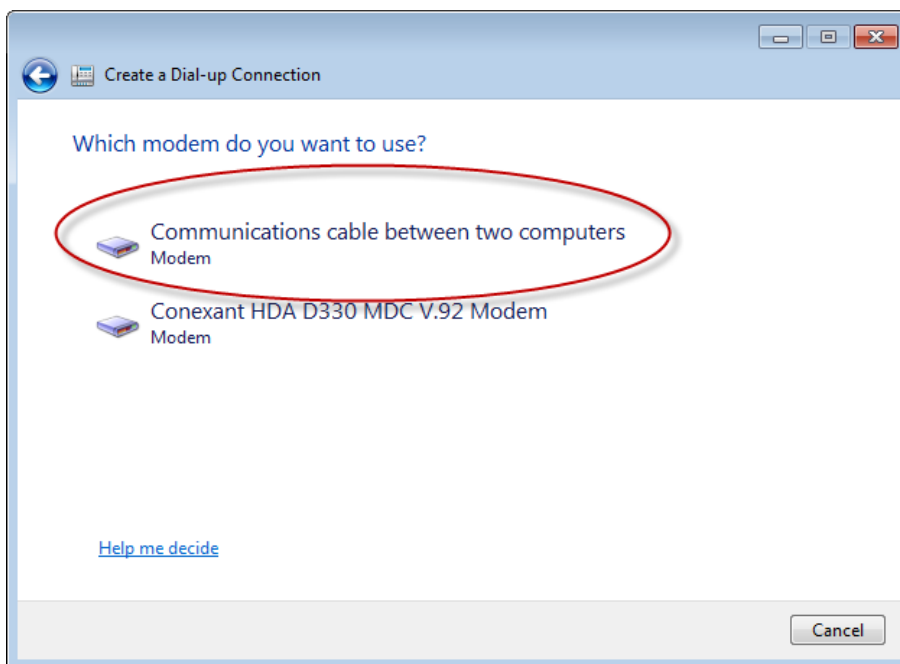 Create a Dial-up Connection
Which modem do you want to use?
Communications cable between two computers
Modem
Conexant HDA D330 MDC V.92 Modem
Modem
Help me decide
Cancel